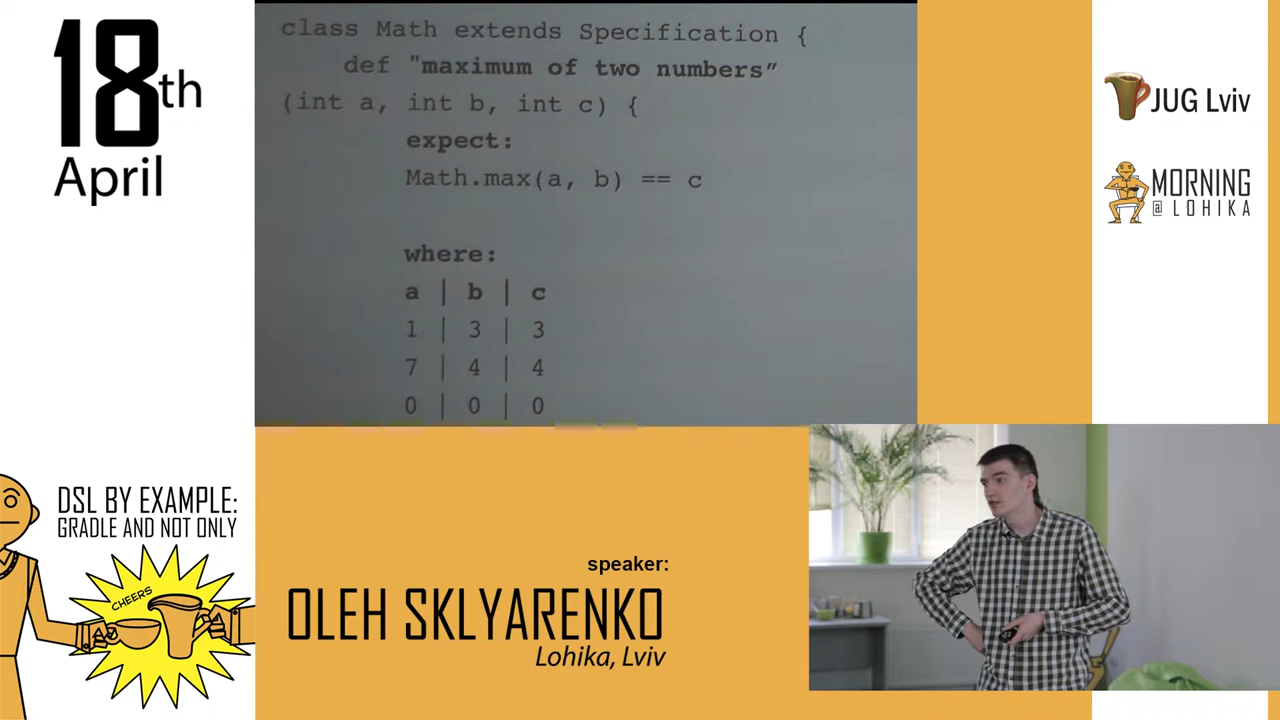 18th
April
class Math extends Specification {
def "maximum of two numbers”
(int a, int b, int c) {
expect:
Math.max(a, b) == c
where:
a | b | c
1 | 3 | 3
7 | 4 | 4
0 | 0 | 0
JUG Lviv
MORNING
@ LOHIKA
DSL BY EXAMPLE:
GRADLE AND NOT ONLY
CHEERS
speaker:
OLEH SKLYARENKO
Lohika, Lviv